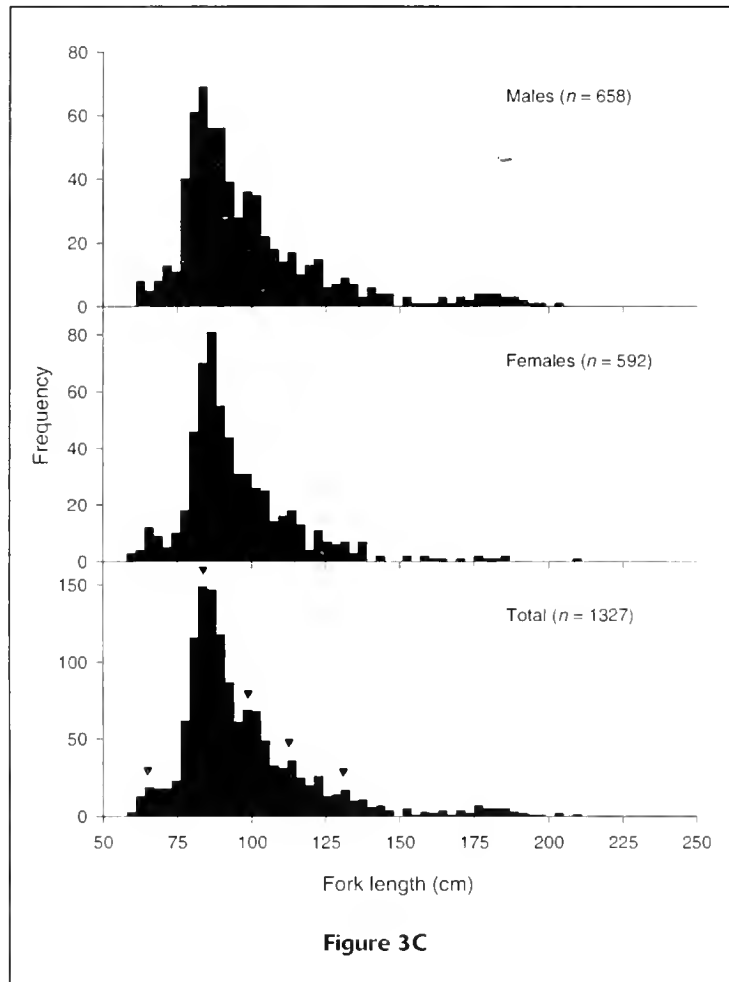 80
60
40
20
0
Males (n = 658)
80
60
40
20
0
Females (n = 592)
Frequency
150
100
50
0
Total (n = 1327)
50 75 100 125 150 175 200 225 250
Fork length (cm)
Figure 3C